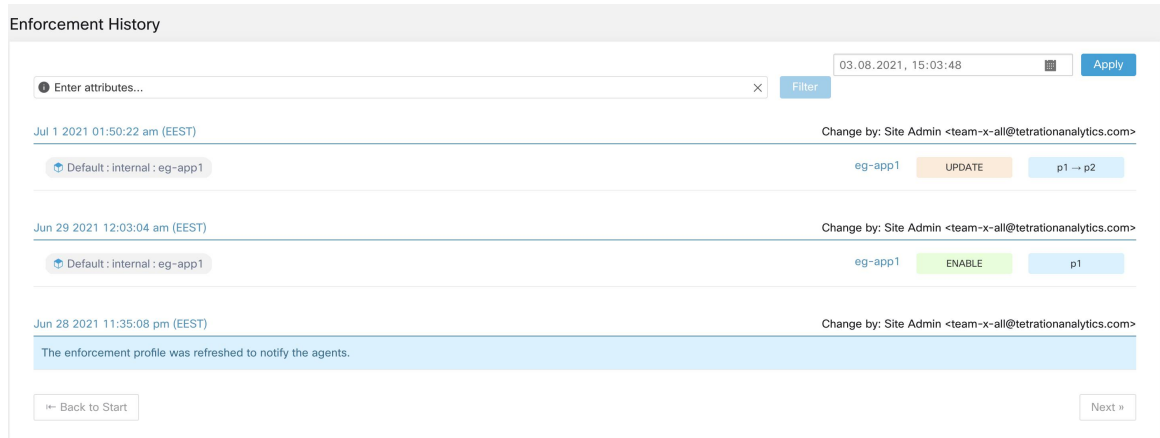 Enforcement History
03.08.2021, 15:03:48
Apply
Enter attributes...
Filter
Jul 1 2021 01:50:22 am (EEST)
Change by: Site Admin <team-x-all@tetrationanalytics.com>
Default : internal : eg-app1
eg-app1
UPDATE
p1 → p2
Jun 29 2021 12:03:04 am (EEST)
Change by: Site Admin <team-x-all@tetrationanalytics.com>
Default : internal : eg-app1
eg-app1
ENABLE
p1
Jun 28 2021 11:35:08 pm (EEST)
Change by: Site Admin <team-x-all@tetrationanalytics.com>
The enforcement profile was refreshed to notify the agents.
⇤ Back to Start
Next »